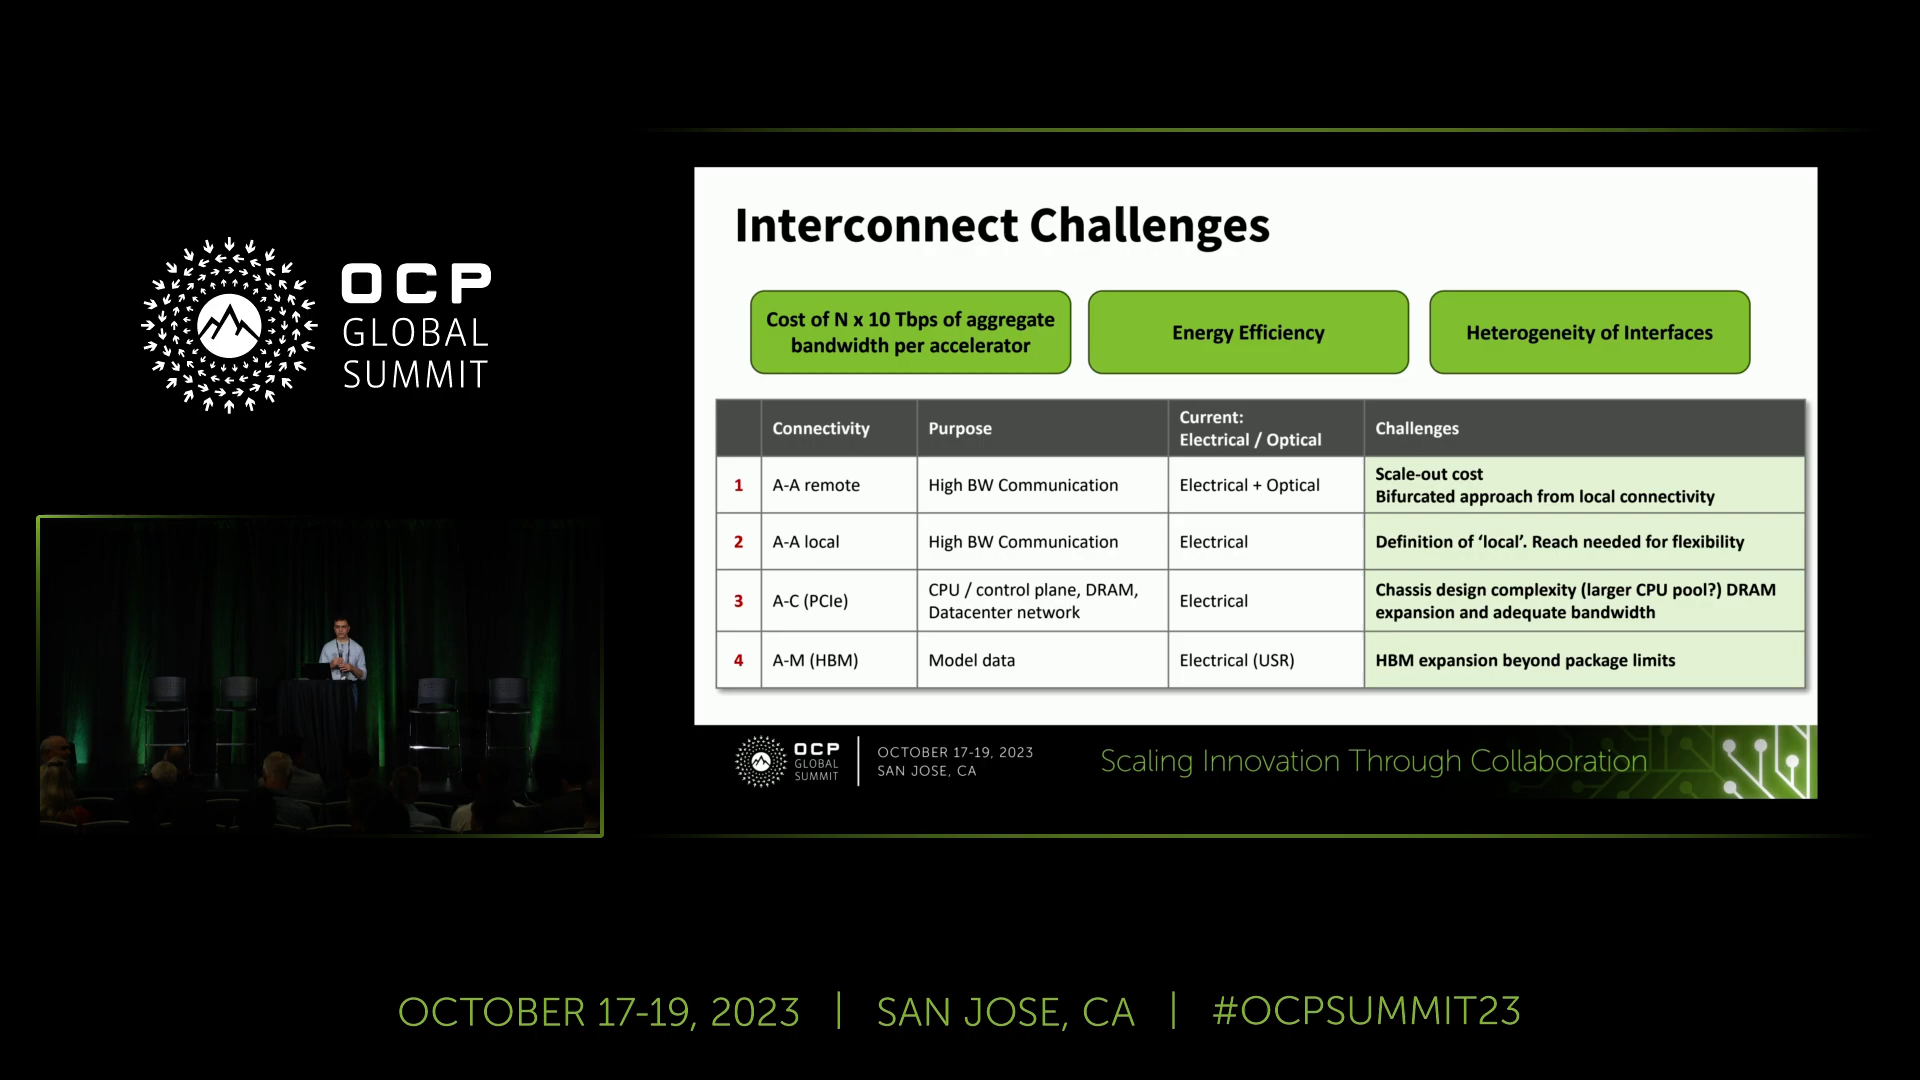 OCP
GLOBAL
SUMMIT
Interconnect Challenges
Cost of N x 10 Tbps of aggregate
bandwidth per accelerator
Energy Efficiency
Heterogeneity of Interfaces
Connectivity
Purpose
Current:
Electrical / Optical
Challenges
1
A-A remote
High BW Communication
Electrical + Optical
Scale-out cost
Bifurcated approach from local connectivity
2
A-A local
High BW Communication
Electrical
Definition of ‘local’. Reach needed for flexibility
3
A-C (PCIe)
CPU / control plane, DRAM,
Datacenter network
Electrical
Chassis design complexity (larger CPU pool?) DRAM
expansion and adequate bandwidth
4
A-M (HBM)
Model data
Electrical (USR)
HBM expansion beyond package limits
OCP
GLOBAL
SUMMIT
OCTOBER 17-19, 2023
SAN JOSE, CA
Scaling Innovation Through Collaboration
OCTOBER 17-19, 2023 | SAN JOSE, CA | #OCPSUMMIT23